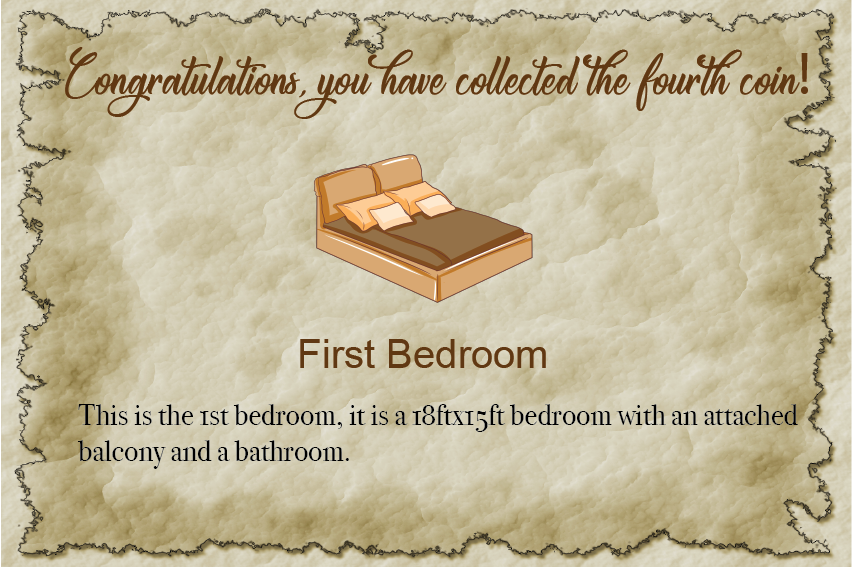 Congratulations, you have collected the fourth coin!
First Bedroom
This is the 1st bedroom, it is a 18ftx15ft bedroom with an attached
balcony and a bathroom.